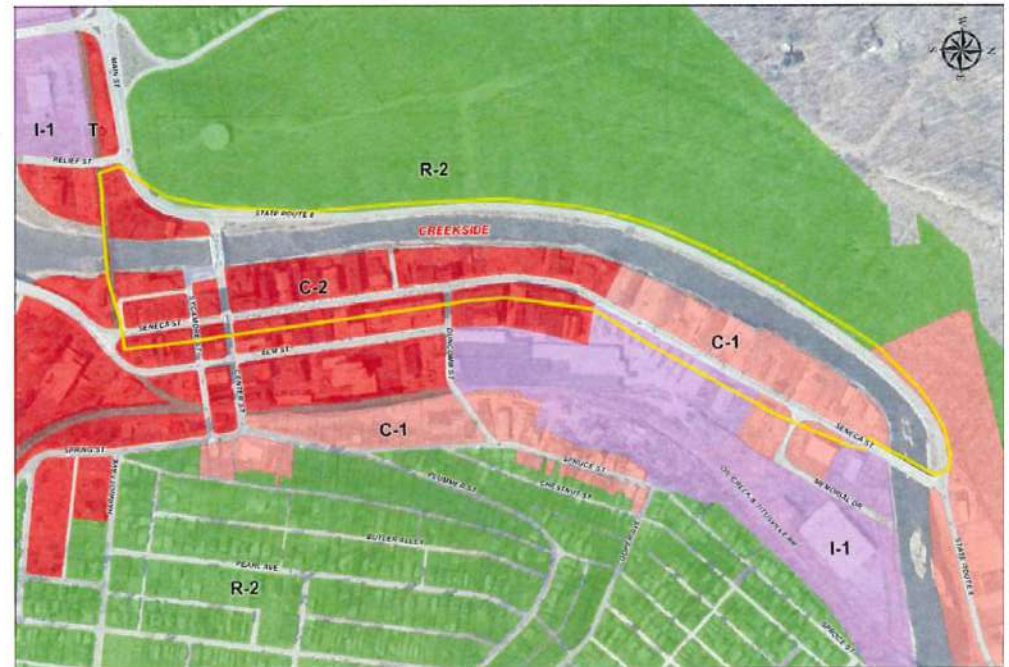 W
S N
E
MAIN ST
I-1
T
RELIEF ST
R-2
STATE ROUTE 8
CREEKSIDE
C-2
SENECA ST
SYCAMORE ST
ELM ST
DUNCOMB ST
CENTER ST
C-1
C-1
SENECA ST
SPRING ST
HARRIOTT AVE
PLUMMER ST
SPRUCE ST
CHESTNUT ST
MEMORIAL DR
OIL CREEK & TITUSVILLE RR
I-1
STATE ROUTE 8
BUTLER ALLEY
PEARL AVE
R-2
SPRUCE ST